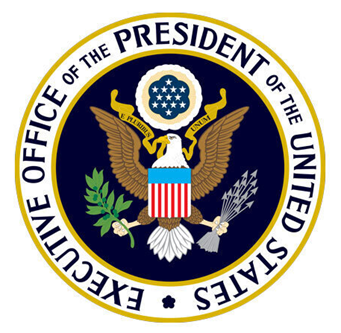 EXECUTIVE OFFICE OF THE PRESIDENT OF THE UNITED STATES
E PLURIBUS UNUM